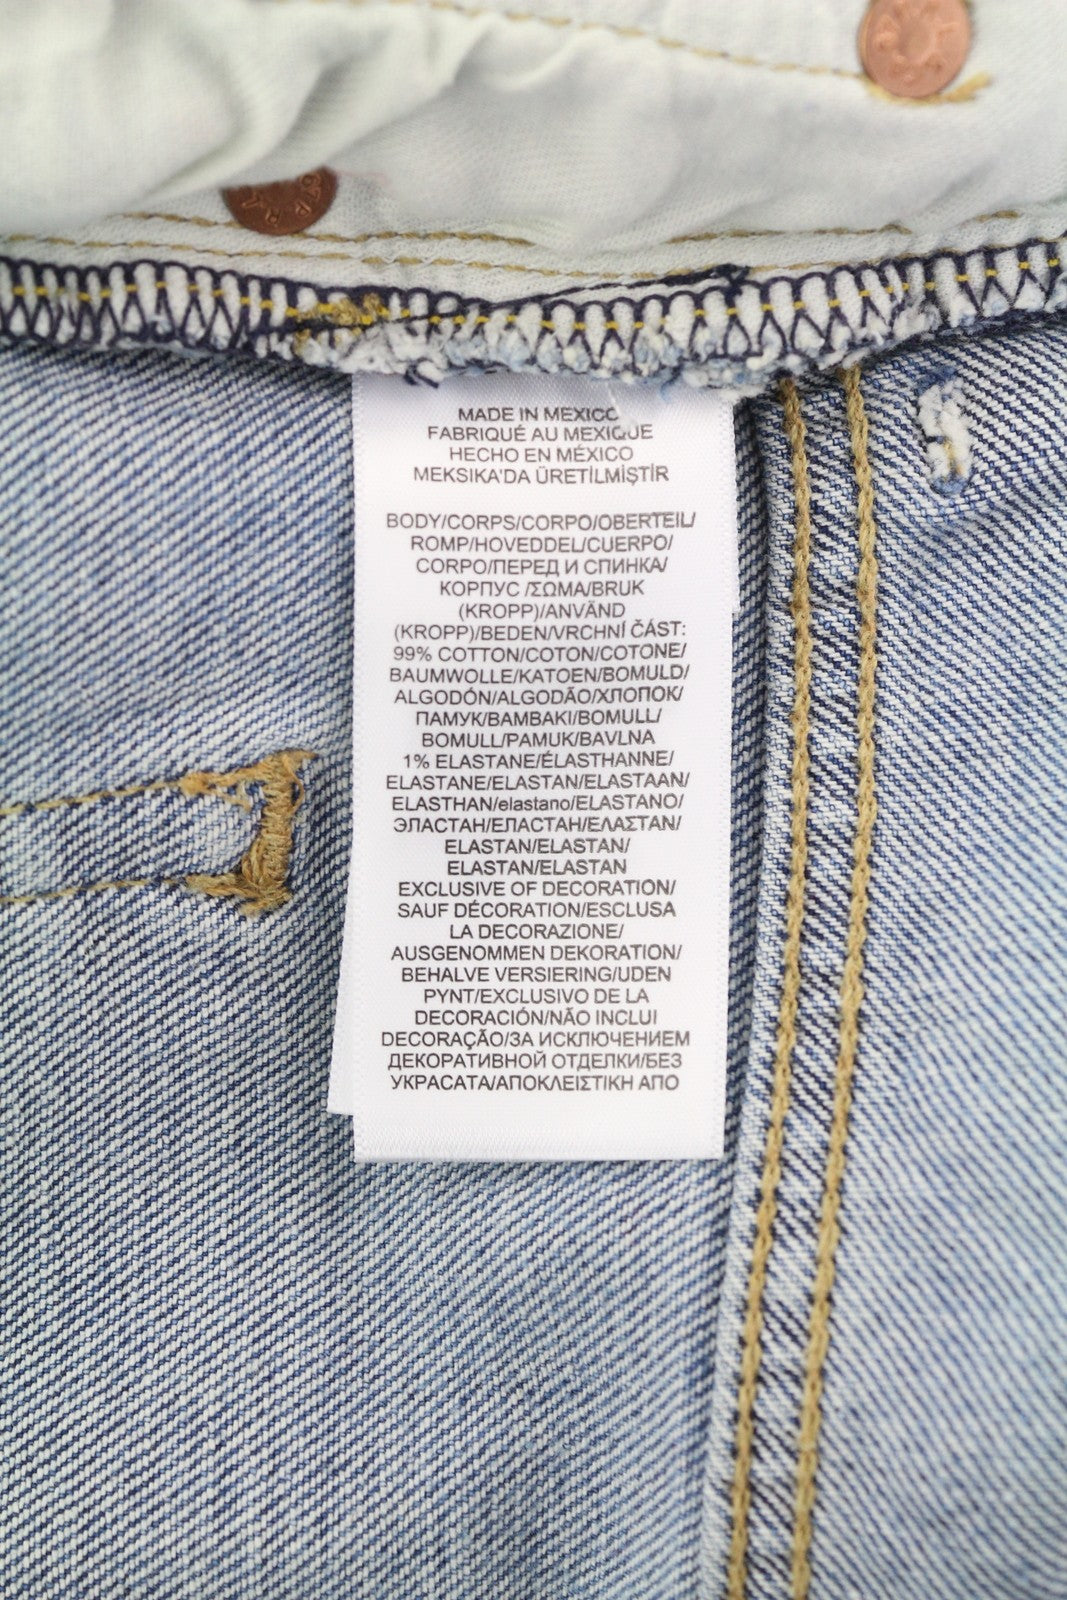 MADE IN MEXICO
FABRIQUÉ AU MEXIQUE
HECHO EN MÉXICO
MEKSIKA'DA ÜRETİLMİŞTİR
BODY/CORPS/CORPO/OBERTEIL/
ROMP/HOVEDDEL/CUERPO/
CORPO/ПЕРЕД И СПИНКА/
КОРПУС /ΣΩΜΑ/BRUK
(KROPP)/ANVÄND
(KROPP)/BEDEN/VRCHNÍ ČÁST:
99% COTTON/COTON/COTONE/
BAUMWOLLE/KATOEN/BOMULD/
ALGODÓN/ALGODÃO/ХЛОПОК/
ПАМУК/ΒΑΜΒΑΚΙ/BOMULL/
BOMULL/PAMUK/BAVLNA
1% ELASTANE/ÉLASTHANNE/
ELASTANE/ELASTAN/ELASTAAN/
ELASTHAN/elastano/ELASTANO/
ЭЛАСТАН/ЕЛАСТАН/ΕΛΑΣΤΑΝ/
ELASTAN/ELASTAN/
ELASTAN/ELASTAN
EXCLUSIVE OF DECORATION/
SAUF DÉCORATION/ESCLUSA
LA DECORAZIONE/
AUSGENOMMEN DEKORATION/
BEHALVE VERSIERING/UDEN
PYNT/EXCLUSIVO DE LA
DECORACIÓN/NÃO INCLUI
DECORAÇÃO/ЗА ИСКЛЮЧЕНИЕМ
ДЕКОРАТИВНОЙ ОТДЕЛКИ/БЕЗ
УКРАСАТА/ΑΠΟΚΛΕΙΣΤΙΚΗ ΑΠΟ